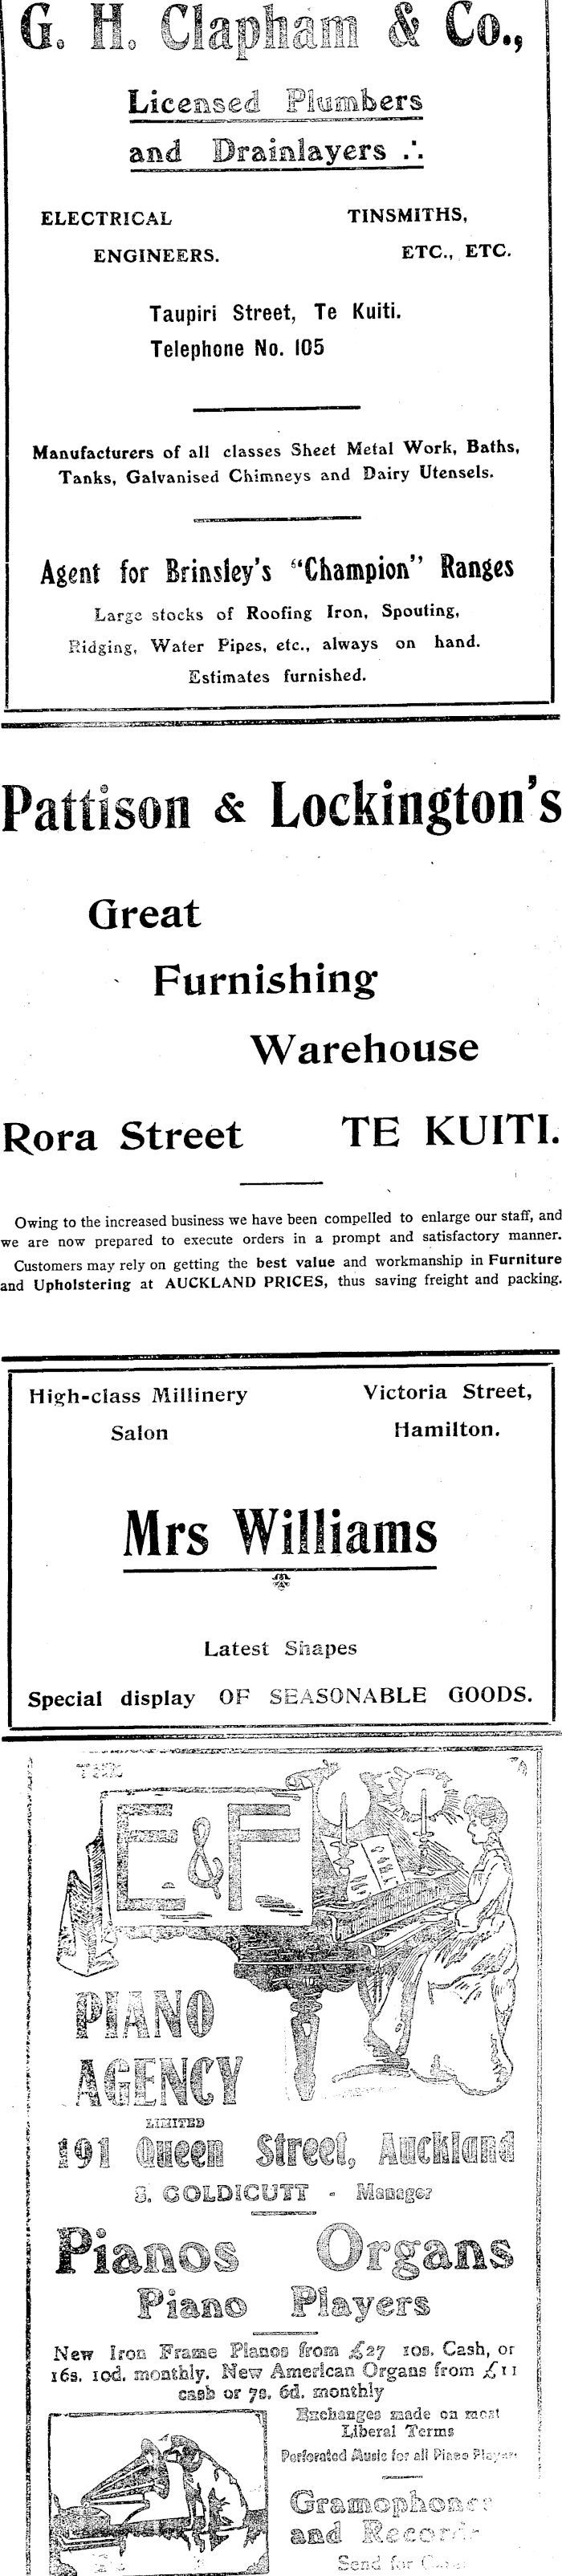 G. H. Clapham & Co.,
Licensed Plumbers
and Drainlayers ∴
ELECTRICAL TINSMITHS,
ENGINEERS. ETC., ETC.
Taupiri Street, Te Kuiti.
Telephone No. 105
Manufacturers of all classes Sheet Metal Work, Baths,
Tanks, Galvanised Chimneys and Dairy Utensels.
Agent for Brinsley's "Champion" Ranges
Large stocks of Roofing Iron, Spouting,
Ridging, Water Pipes, etc., always on hand.
Estimates furnished.
Pattison & Lockington's
Great
Furnishing
Warehouse
Rora Street TE KUITI.
Owing to the increased business we have been compelled to enlarge our staff, and
we are now prepared to execute orders in a prompt and satisfactory manner.
Customers may rely on getting the best value and workmanship in Furniture
and Upholstering at AUCKLAND PRICES, thus saving freight and packing.
High-class Millinery Victoria Street,
Salon Hamilton.
Mrs Williams
Latest Shapes
Special display OF SEASONABLE GOODS.
THE
E & F
PIANO
AGENCY
LIMITED
191 Queen Street, Auckland
S. COLDICUTT - Manager
Pianos Organs
Piano Players
New Iron Frame Pianos from £27 10s. Cash, or
16s. 10d. monthly. New American Organs from £11
cash or 7s. 6d. monthly
Exchanges made on most
Liberal Terms
Perforated Music for all Piano Players
Gramophones
and Records
Send for